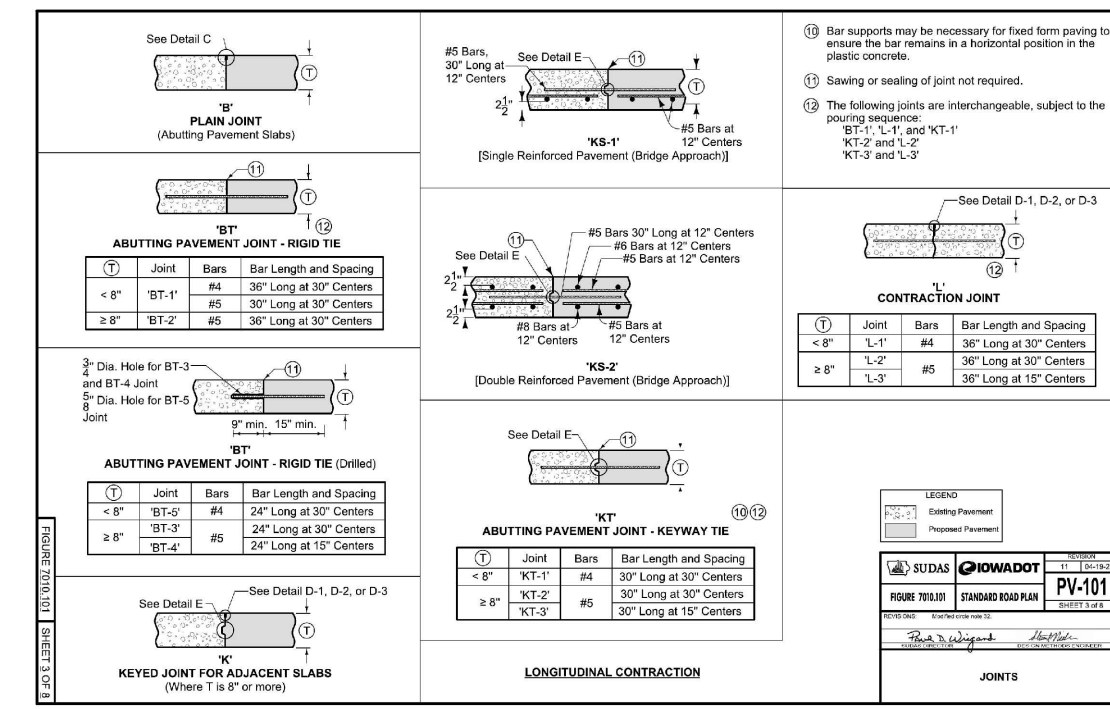 See Detail C
T
'B'
PLAIN JOINT
(Abutting Pavement Slabs)
11
T
12
'BT'
ABUTTING PAVEMENT JOINT - RIGID TIE
T Joint Bars Bar Length and Spacing
< 8" 'BT-1' #4 36" Long at 30" Centers
#5 30" Long at 30" Centers
≥ 8" 'BT-2' #5 36" Long at 30" Centers
3/4" Dia. Hole for BT-3
and BT-4 Joint
5/8" Dia. Hole for BT-5
Joint
11
T
9" min. 15" min.
'BT'
ABUTTING PAVEMENT JOINT - RIGID TIE (Drilled)
T Joint Bars Bar Length and Spacing
< 8" 'BT-5' #4 24" Long at 30" Centers
≥ 8" 'BT-3' #5 24" Long at 30" Centers
'BT-4' 24" Long at 15" Centers
See Detail E
See Detail D-1, D-2, or D-3
T
'K'
KEYED JOINT FOR ADJACENT SLABS
(Where T is 8" or more)
FIGURE 7010.101 SHEET 3 OF 8
#5 Bars,
30" Long at
12" Centers
See Detail E
11
T
2 1/2"
#5 Bars at
12" Centers
'KS-1'
[Single Reinforced Pavement (Bridge Approach)]
11
See Detail E
#5 Bars 30" Long at 12" Centers
#6 Bars at 12" Centers
#5 Bars at 12" Centers
2 1/2"
2 1/2"
#8 Bars at
12" Centers
#5 Bars at
12" Centers
'KS-2'
[Double Reinforced Pavement (Bridge Approach)]
See Detail E
11
T
10 12
'KT'
ABUTTING PAVEMENT JOINT - KEYWAY TIE
T Joint Bars Bar Length and Spacing
< 8" 'KT-1' #4 30" Long at 30" Centers
≥ 8" 'KT-2' #5 30" Long at 30" Centers
'KT-3' 30" Long at 15" Centers
LONGITUDINAL CONTRACTION
10 Bar supports may be necessary for fixed form paving to
ensure the bar remains in a horizontal position in the
plastic concrete.
11 Sawing or sealing of joint not required.
12 The following joints are interchangeable, subject to the
pouring sequence:
'BT-1', 'L-1', and 'KT-1'
'KT-2' and 'L-2'
'KT-3' and 'L-3'
See Detail D-1, D-2, or D-3
T
12
'L'
CONTRACTION JOINT
T Joint Bars Bar Length and Spacing
< 8" 'L-1' #4 36" Long at 30" Centers
≥ 8" 'L-2' #5 36" Long at 30" Centers
'L-3' 36" Long at 15" Centers
LEGEND
Existing Pavement
Proposed Pavement
SUDAS IOWADOT
REVISION
11 04-19-2
FIGURE 7010.101 STANDARD ROAD PLAN
PV-101
SHEET 3 of 8
REVISIONS: Modified circle note 32.
Paul D. Wiegand
SUDAS DIRECTOR
DESIGN METHODS ENGINEER
JOINTS